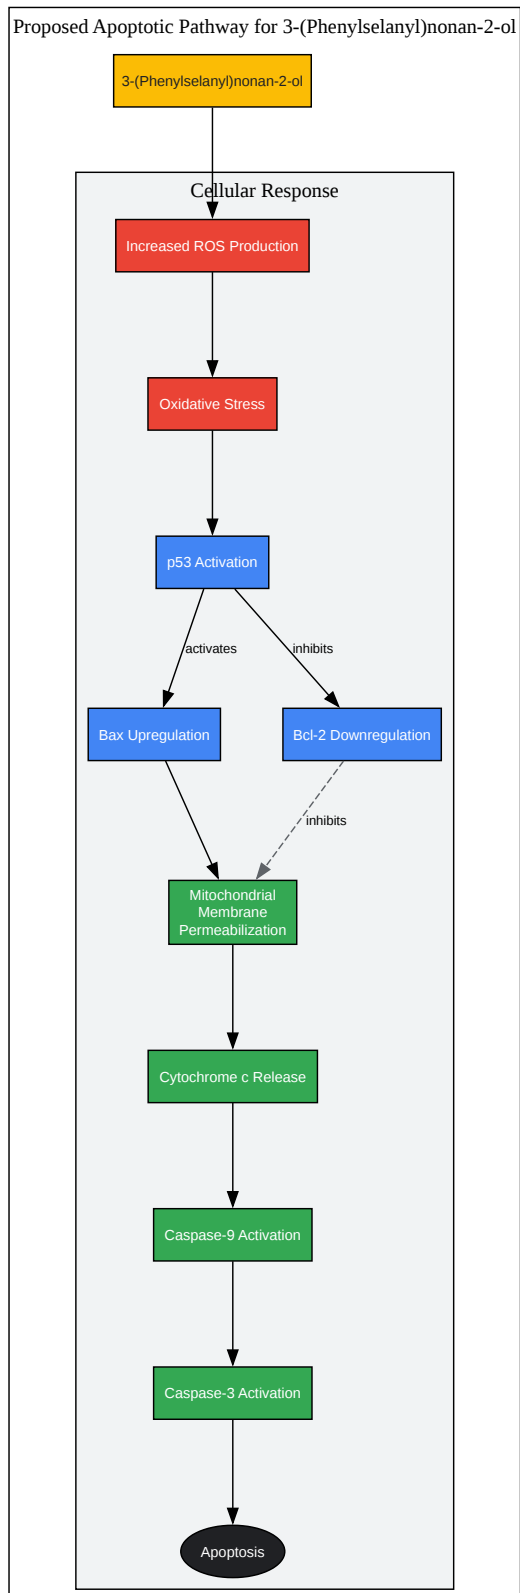 Proposed Apoptotic Pathway for 3-(Phenylselanyl)nonan-2-ol
3-(Phenylselanyl)nonan-2-ol
Cellular Response
Increased ROS Production
Oxidative Stress
p53 Activation
activates
inhibits
Bax Upregulation
Bcl-2 Downregulation
inhibits
Mitochondrial
Membrane
Permeabilization
Cytochrome c Release
Caspase-9 Activation
Caspase-3 Activation
Apoptosis